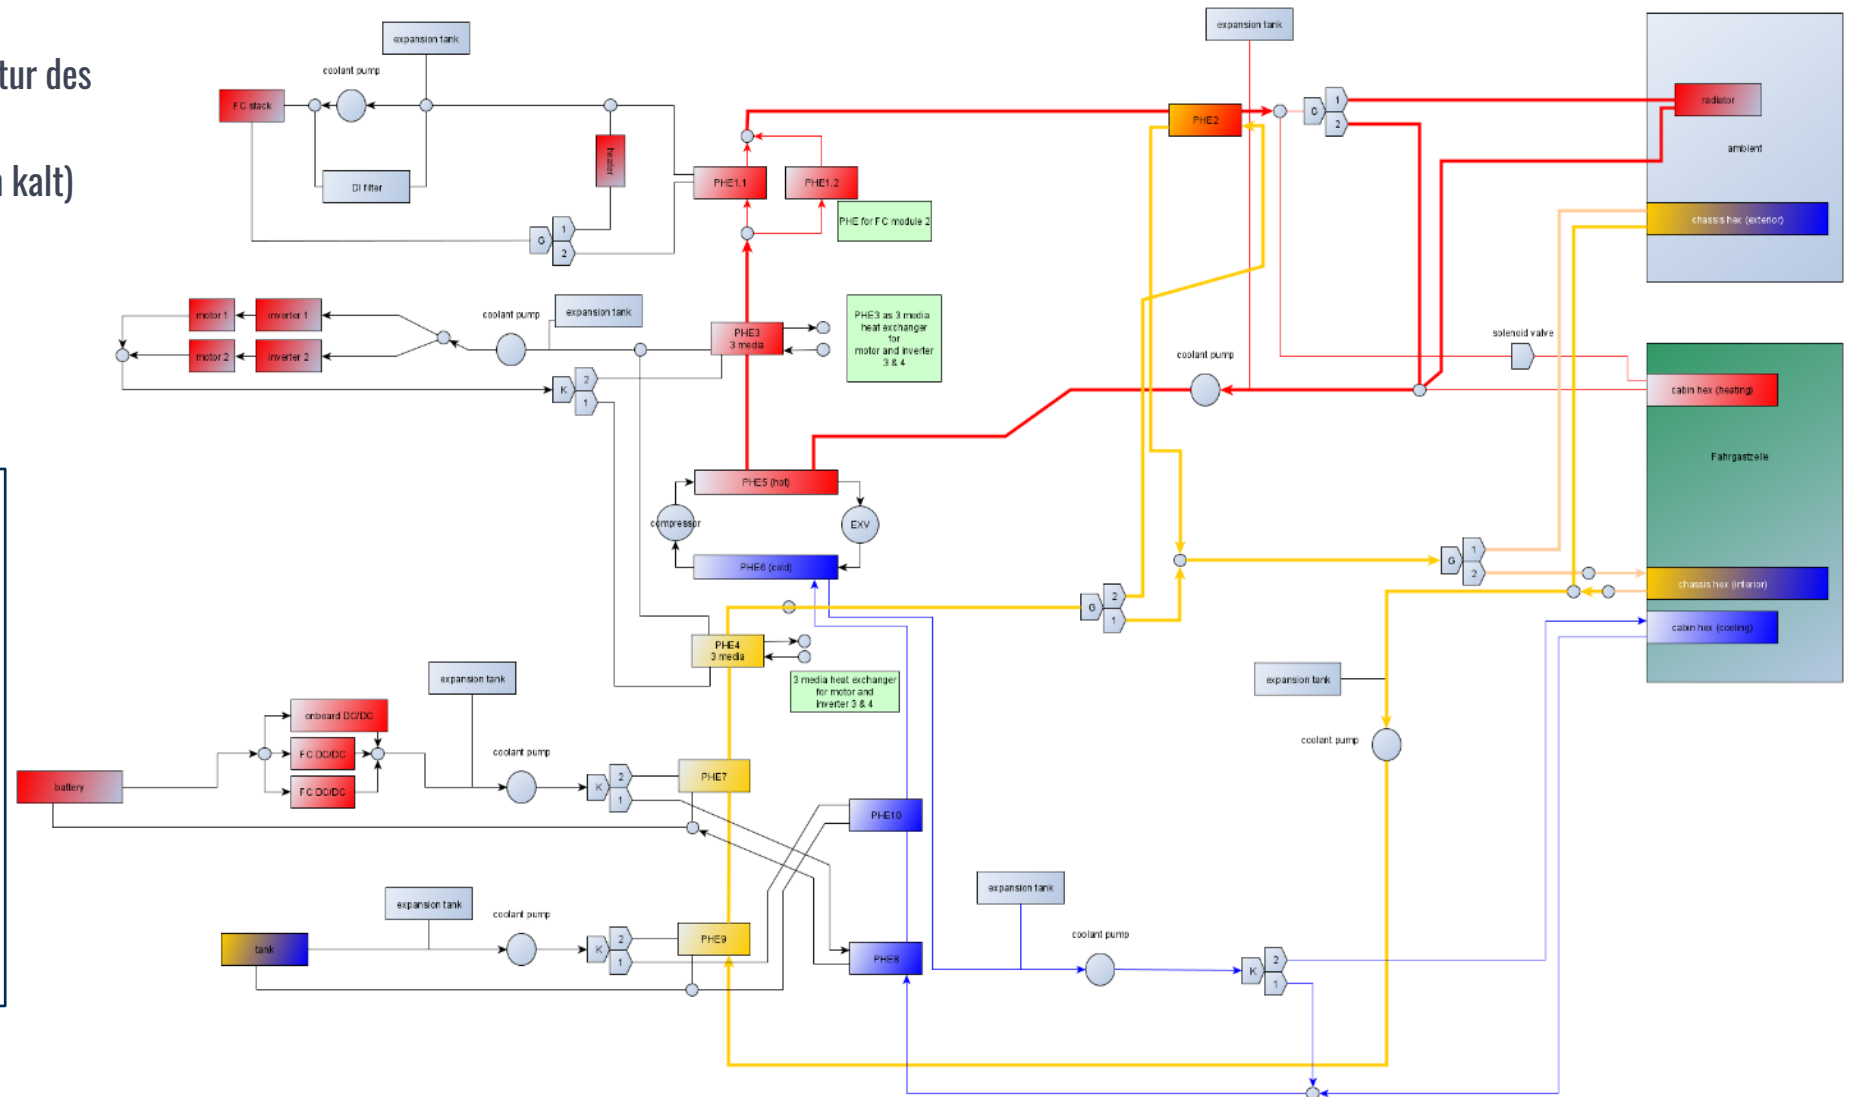 tur des
kalt)
expansion tank
coolant pump
FC stack
DI filter
heater
G
1
2
PHE1.1
PHE1.2
PHE for FC module 2
expansion tank
PHE2
G
1
2
radiator
ambient
chassis hex (exterior)
motor 1
inverter 1
motor 2
inverter 2
coolant pump
expansion tank
K
2
1
PHE3
3 media
PHE3 as 3 media
heat exchanger
for
motor and inverter
3 & 4
coolant pump
solenoid valve
cabin hex (heating)
Fahrgastzelle
PHE5 (hot)
compressor
EXV
PHE6 (cold)
G
2
1
G
1
2
chassis hex (inferior)
cabin hex (cooling)
PHE4
3 media
3 media heat exchanger
for motor and
inverter 3 & 4
expansion tank
coolant pump
expansion tank
onboard DC/DC
FC DC/DC
FC DC/DC
battery
coolant pump
K
2
1
PHE7
PHE10
expansion tank
coolant pump
tank
K
2
1
PHE9
PHE8
expansion tank
coolant pump
K
2
1